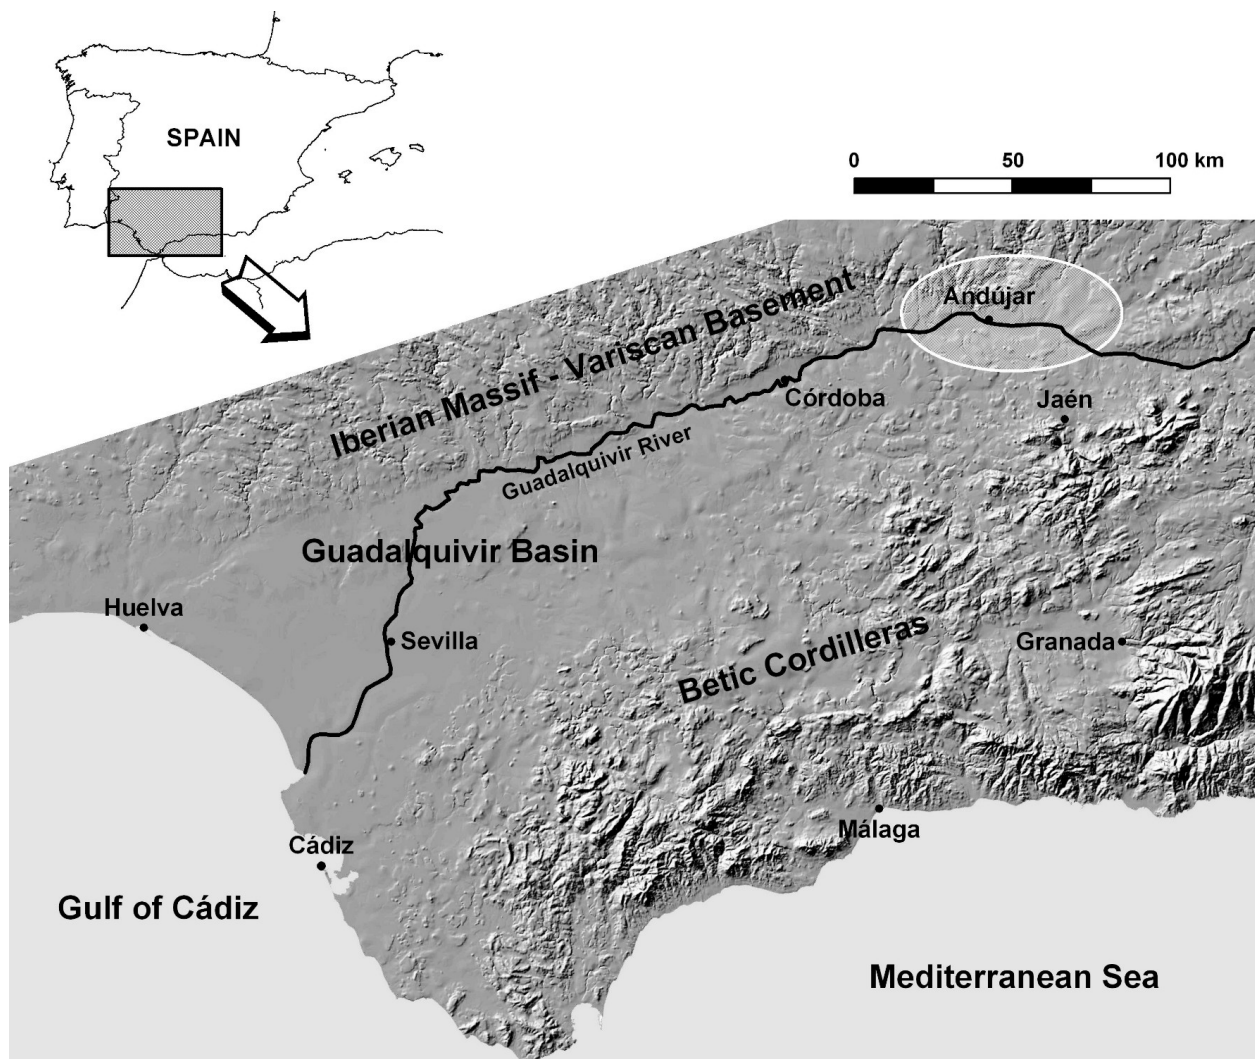 SPAIN
0 50 100 km
Andújar
Iberian Massif - Variscan Basement
Córdoba
Jaén
Guadalquivir River
Guadalquivir Basin
Huelva
Sevilla
Betic Cordilleras
Granada
Málaga
Cádiz
Gulf of Cádiz
Mediterranean Sea